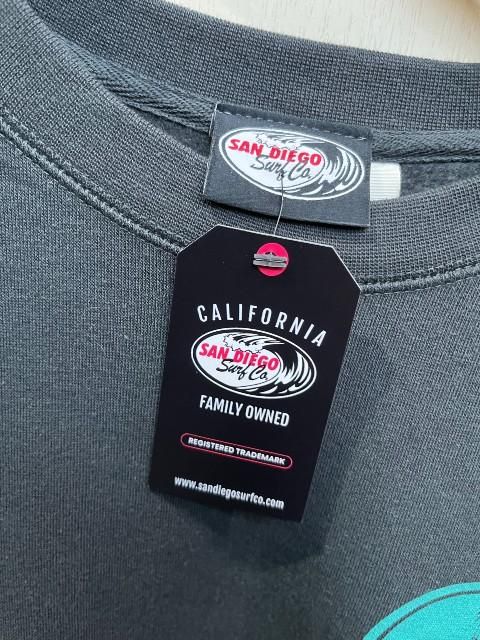 SAN DIEGO
Surf Co.
CALIFORNIA
SAN DIEGO
Surf Co.
FAMILY OWNED
REGISTERED TRADEMARK
www.sandiegosurfco.com